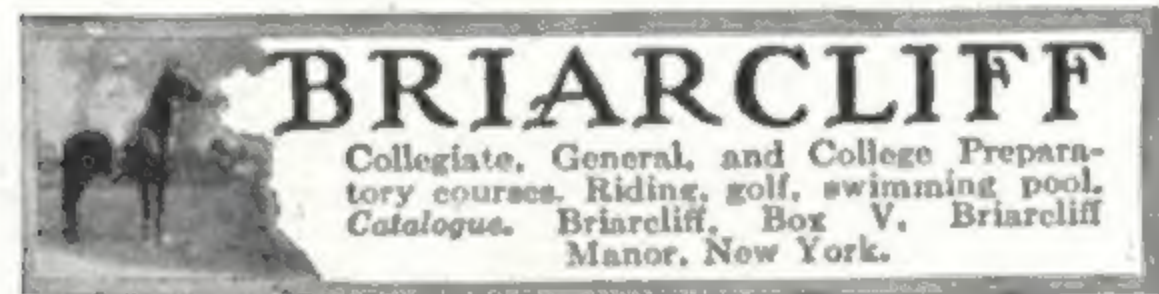 BRIARCLIFF
Collegiate, General, and College Prepara-
tory courses. Riding, golf, swimming pool.
Catalogue. Briarcliff, Box V, Briarcliff
Manor, New York.